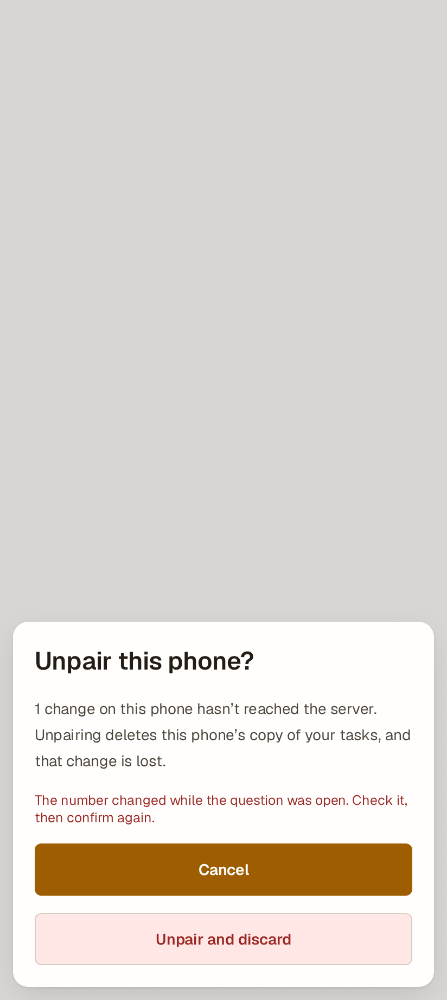 Unpair this phone?
1 change on this phone hasn’t reached the server.
Unpairing deletes this phone’s copy of your tasks, and
that change is lost.
The number changed while the question was open. Check it,
then confirm again.
Cancel
Unpair and discard